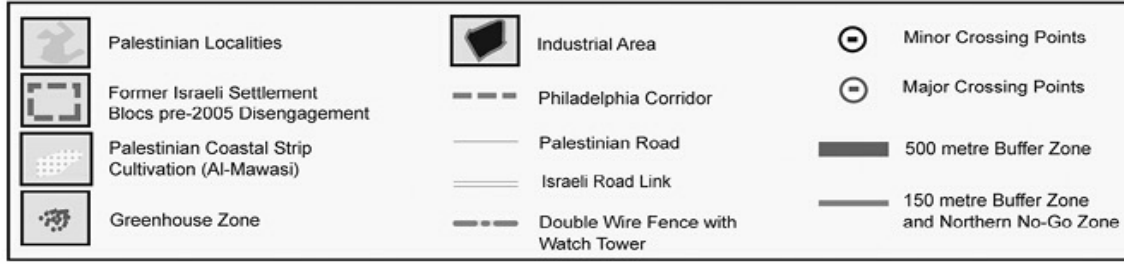 Palestinian Localities
Former Israeli Settlement
Blocs pre-2005 Disengagement
Palestinian Coastal Strip
Cultivation (Al-Mawasi)
Greenhouse Zone
Industrial Area
Philadelphia Corridor
Palestinian Road
Israeli Road Link
Double Wire Fence with
Watch Tower
Minor Crossing Points
Major Crossing Points
500 metre Buffer Zone
150 metre Buffer Zone
and Northern No-Go Zone